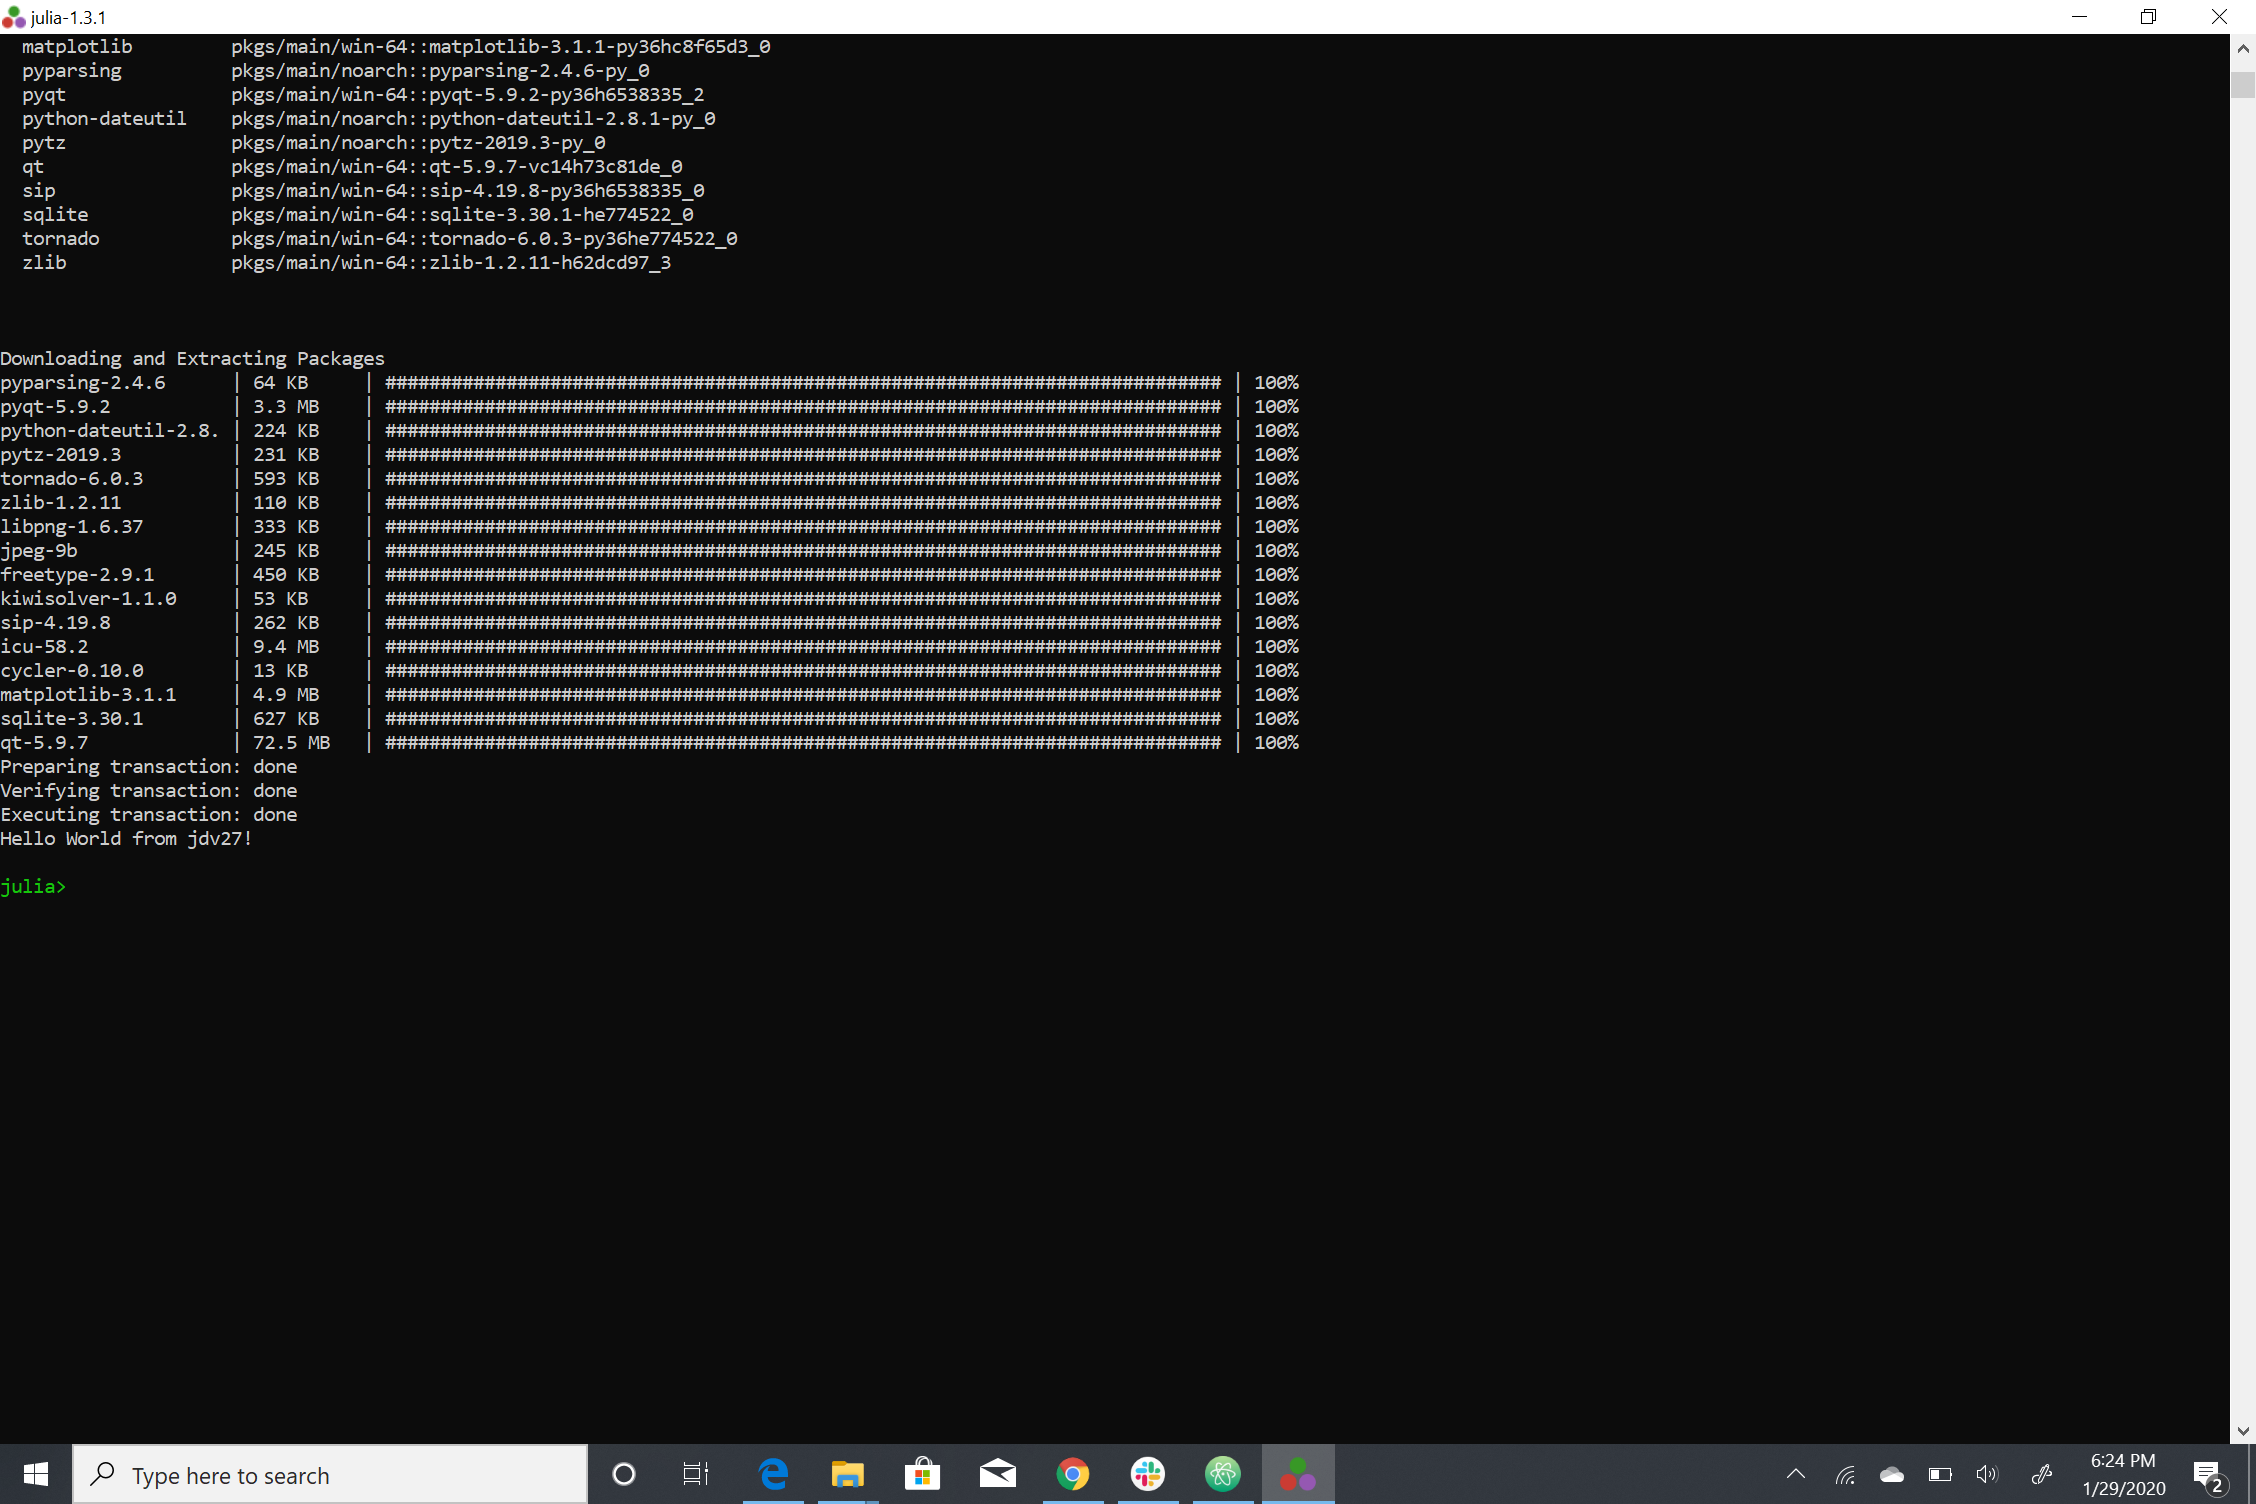 julia-1.3.1
matplotlib pkgs/main/win-64::matplotlib-3.1.1-py36hc8f65d3_0
pyparsing pkgs/main/noarch::pyparsing-2.4.6-py_0
pyqt pkgs/main/win-64::pyqt-5.9.2-py36h6538335_2
python-dateutil pkgs/main/noarch::python-dateutil-2.8.1-py_0
pytz pkgs/main/noarch::pytz-2019.3-py_0
qt pkgs/main/win-64::qt-5.9.7-vc14h73c81de_0
sip pkgs/main/win-64::sip-4.19.8-py36h6538335_0
sqlite pkgs/main/win-64::sqlite-3.30.1-he774522_0
tornado pkgs/main/win-64::tornado-6.0.3-py36he774522_0
zlib pkgs/main/win-64::zlib-1.2.11-h62dcd97_3
Downloading and Extracting Packages
pyparsing-2.4.6 | 64 KB | ############################################################################ | 100%
pyqt-5.9.2 | 3.3 MB | ############################################################################ | 100%
python-dateutil-2.8. | 224 KB | ############################################################################ | 100%
pytz-2019.3 | 231 KB | ############################################################################ | 100%
tornado-6.0.3 | 593 KB | ############################################################################ | 100%
zlib-1.2.11 | 110 KB | ############################################################################ | 100%
libpng-1.6.37 | 333 KB | ############################################################################ | 100%
jpeg-9b | 245 KB | ############################################################################ | 100%
freetype-2.9.1 | 450 KB | ############################################################################ | 100%
kiwisolver-1.1.0 | 53 KB | ############################################################################ | 100%
sip-4.19.8 | 262 KB | ############################################################################ | 100%
icu-58.2 | 9.4 MB | ############################################################################ | 100%
cycler-0.10.0 | 13 KB | ############################################################################ | 100%
matplotlib-3.1.1 | 4.9 MB | ############################################################################ | 100%
sqlite-3.30.1 | 627 KB | ############################################################################ | 100%
qt-5.9.7 | 72.5 MB | ############################################################################ | 100%
Preparing transaction: done
Verifying transaction: done
Executing transaction: done
Hello World from jdv27!
julia>
Type here to search
6:24 PM
1/29/2020
2